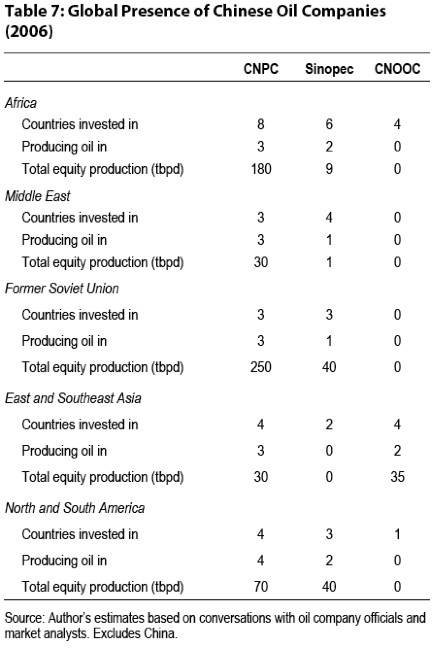 Table 7: Global Presence of Chinese Oil Companies
(2006)
CNPC Sinopec CNOOC
Africa
Countries invested in 8 6 4
Producing oil in 3 2 0
Total equity production (tbpd) 180 9 0
Middle East
Countries invested in 3 4 0
Producing oil in 3 1 0
Total equity production (tbpd) 30 1 0
Former Soviet Union
Countries invested in 3 3 0
Producing oil in 3 1 0
Total equity production (tbpd) 250 40 0
East and Southeast Asia
Countries invested in 4 2 4
Producing oil in 3 0 2
Total equity production (tbpd) 30 0 35
North and South America
Countries invested in 4 3 1
Producing oil in 4 2 0
Total equity production (tbpd) 70 40 0
Source: Author's estimates based on conversations with oil company officials and
market analysts. Excludes China.